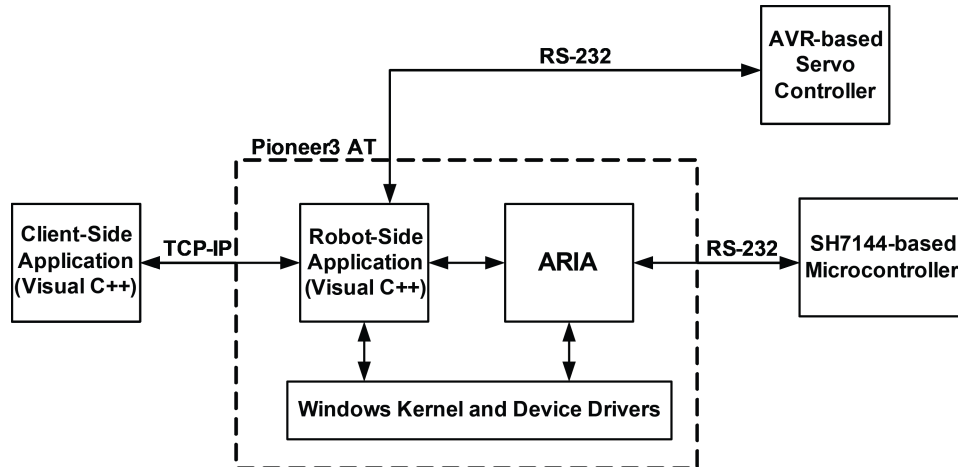 AVR-based
Servo
Controller
RS-232
Pioneer3 AT
Client-Side
Application
(Visual C++)
TCP-IP
Robot-Side
Application
(Visual C++)
ARIA
RS-232
SH7144-based
Microcontroller
Windows Kernel and Device Drivers